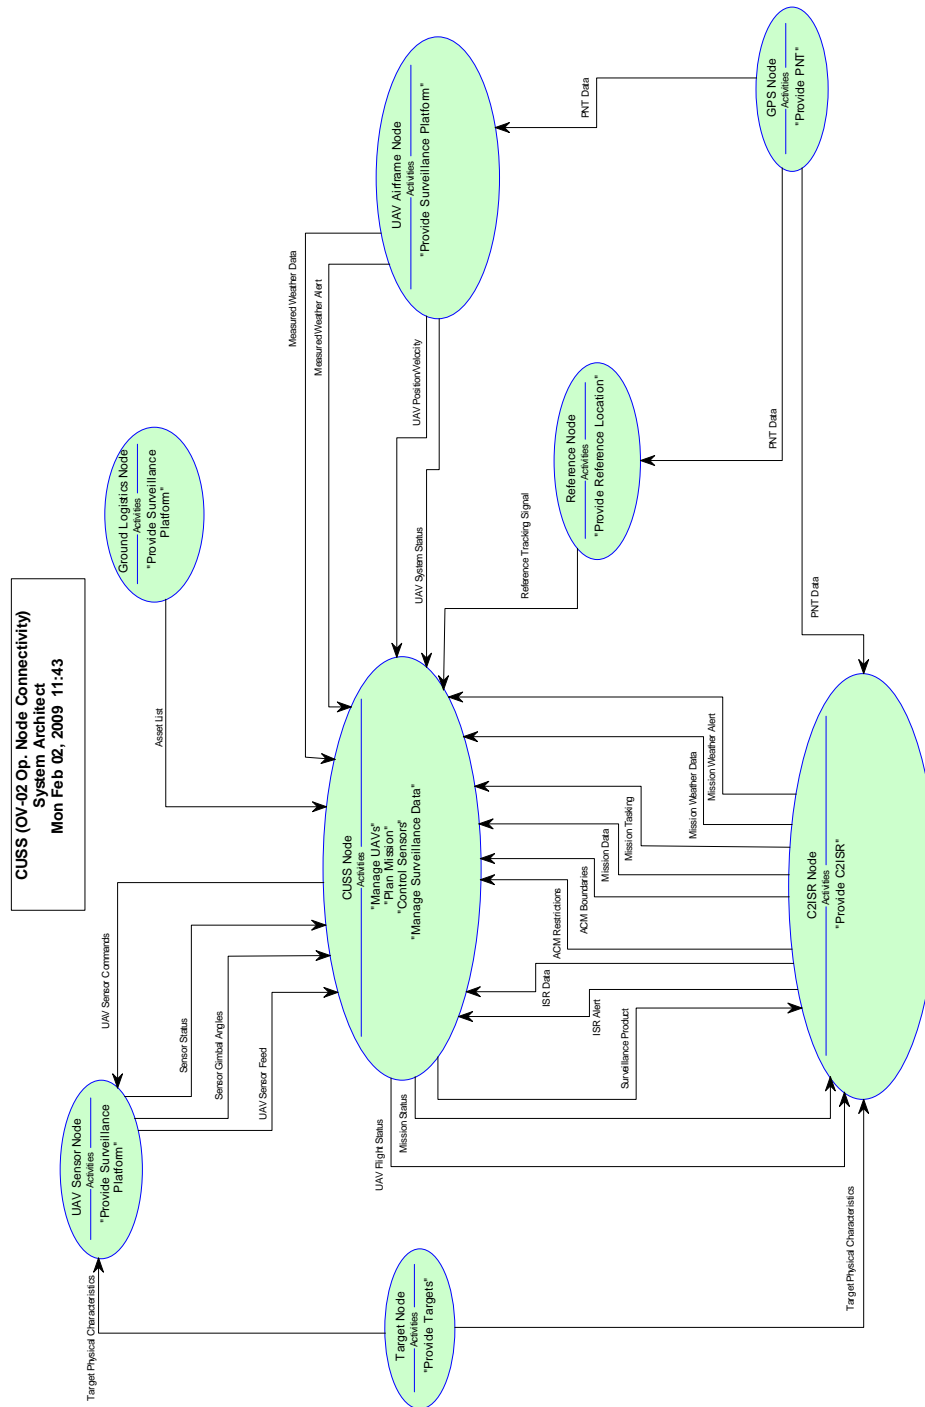 CUSS (OV-02 Op. Node Connectivity)
System Architect
Mon Feb 02, 2009  11:43
UAV Sensor Node
Activities
"Provide Surveillance
Platform"
Ground Logistics Node
Activities
"Provide Surveillance
Platform"
UAV Airframe Node
Activities
"Provide Surveillance Platform"
GPS Node
Activities
"Provide PNT"
Reference Node
Activities
"Provide Reference Location"
CUSS Node
Activities
"Manage UAVs"
"Plan Mission"
"Control Sensors"
"Manage Surveillance Data"
Target Node
Activities
"Provide Targets"
C2ISR Node
Activities
"Provide C2ISR"
Target Physical Characteristics
UAV Sensor Commands
Sensor Status
Sensor Gimbal Angles
UAV Sensor Feed
Asset List
Measured Weather Data
Measured Weather Alert
UAV Position/Velocity
UAV System Status
Reference Tracking Signal
PNT Data
PNT Data
PNT Data
UAV Flight Status
Mission Status
Surveillance Product
ISR Alert
ISR Data
ACM Restrictions
ACM Boundaries
Mission Data
Mission Tasking
Mission Weather Data
Mission Weather Alert
Target Physical Characteristics